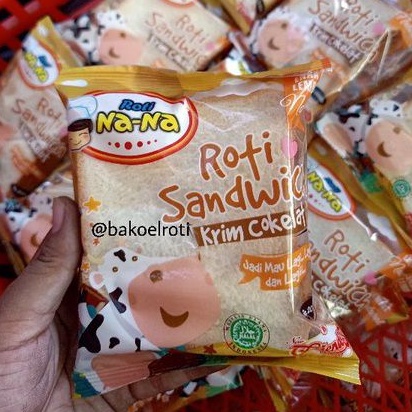 Roti
Na-Na
Roti
Sandwich
Krim Cokelat
@bakoelroti
Jadi Mau Lagi...
dan Lagi...